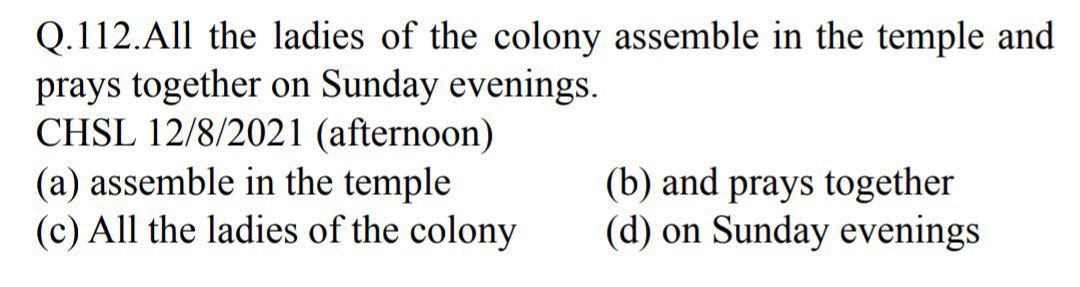 Q.112.All the ladies of the colony assemble in the temple and
prays together on Sunday evenings.
CHSL 12/8/2021 (afternoon)
(a) assemble in the temple (b) and prays together
(c) All the ladies of the colony (d) on Sunday evenings